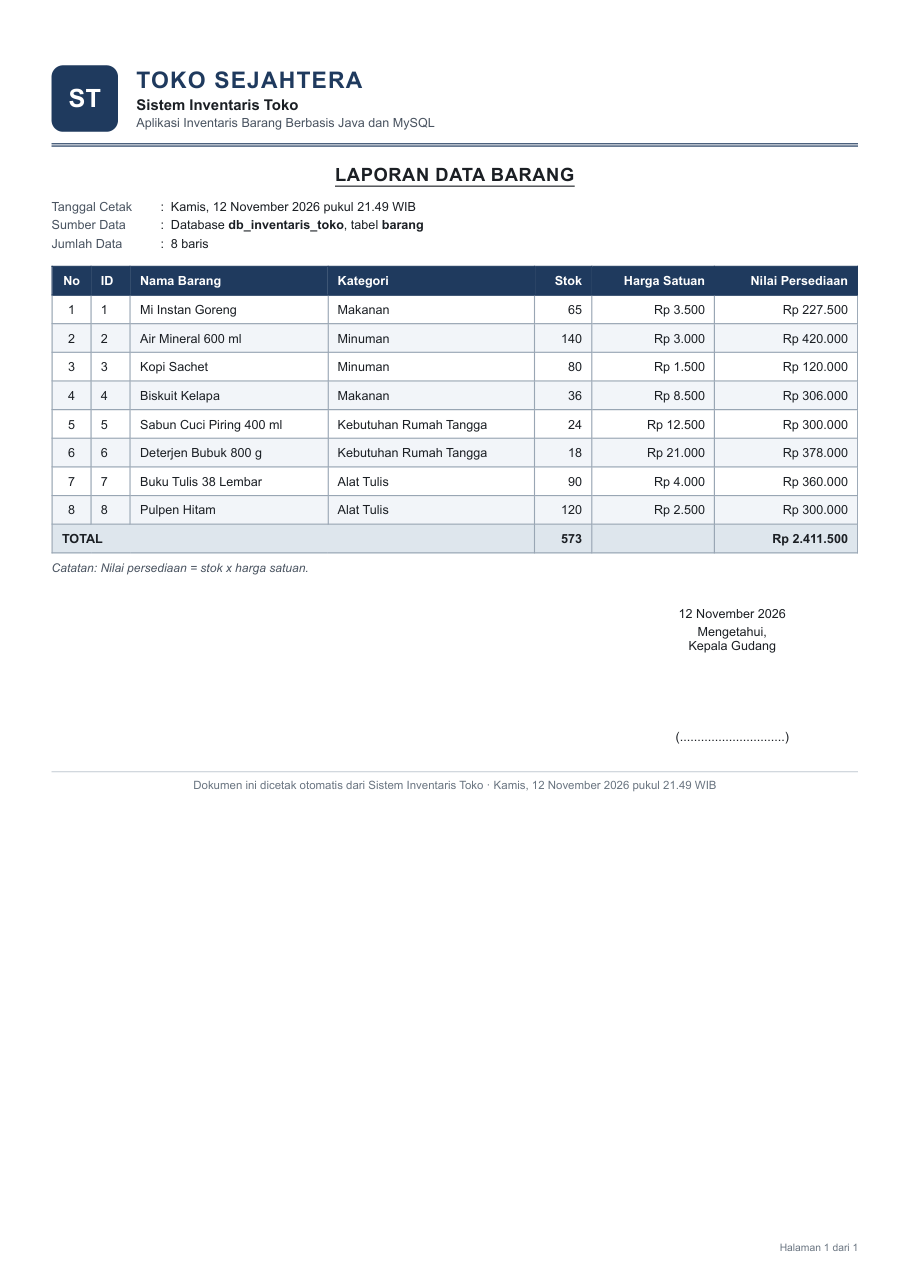 ST
TOKO SEJAHTERA
Sistem Inventaris Toko
Aplikasi Inventaris Barang Berbasis Java dan MySQL
LAPORAN DATA BARANG
Tanggal Cetak : Kamis, 12 November 2026 pukul 21.49 WIB
Sumber Data : Database db_inventaris_toko, tabel barang
Jumlah Data : 8 baris
No ID Nama Barang Kategori Stok Harga Satuan Nilai Persediaan
1 1 Mi Instan Goreng Makanan 65 Rp 3.500 Rp 227.500
2 2 Air Mineral 600 ml Minuman 140 Rp 3.000 Rp 420.000
3 3 Kopi Sachet Minuman 80 Rp 1.500 Rp 120.000
4 4 Biskuit Kelapa Makanan 36 Rp 8.500 Rp 306.000
5 5 Sabun Cuci Piring 400 ml Kebutuhan Rumah Tangga 24 Rp 12.500 Rp 300.000
6 6 Deterjen Bubuk 800 g Kebutuhan Rumah Tangga 18 Rp 21.000 Rp 378.000
7 7 Buku Tulis 38 Lembar Alat Tulis 90 Rp 4.000 Rp 360.000
8 8 Pulpen Hitam Alat Tulis 120 Rp 2.500 Rp 300.000
TOTAL 573 Rp 2.411.500
Catatan: Nilai persediaan = stok x harga satuan.
12 November 2026
Mengetahui,
Kepala Gudang
(..............................)
Dokumen ini dicetak otomatis dari Sistem Inventaris Toko · Kamis, 12 November 2026 pukul 21.49 WIB
Halaman 1 dari 1